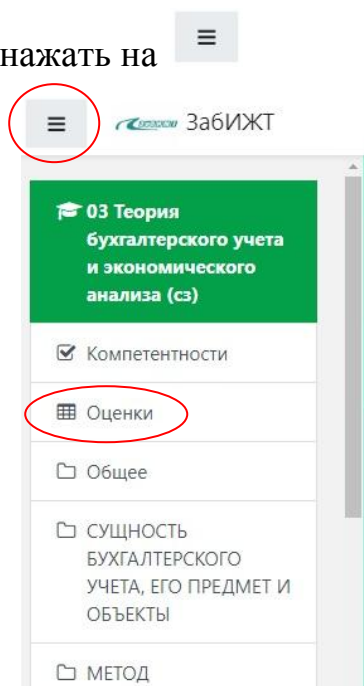 нажать на
ЗабИЖТ
03 Теория
бухгалтерского учета
и экономического
анализа (сз)
Компетентности
Оценки
Общее
СУЩНОСТЬ
БУХГАЛТЕРСКОГО
УЧЕТА, ЕГО ПРЕДМЕТ И
ОБЪЕКТЫ
МЕТОД